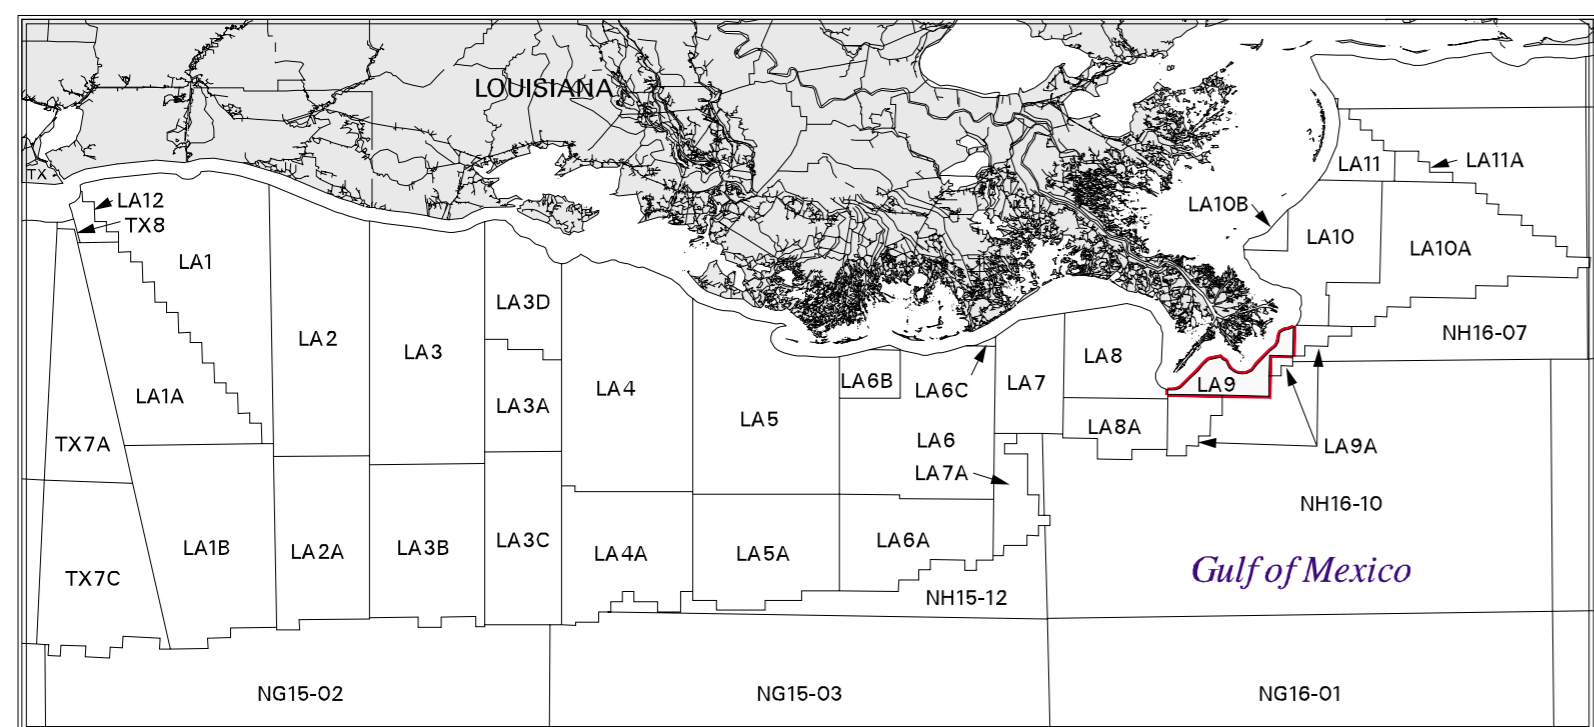 LOUISIANA
TX
LA12
TX8
LA1
LA11
LA11A
LA10B
LA10
LA10A
LA3D
LA2
LA3
LA4
LA1A
LA3A
LA5
LA6B
LA6C
LA7
LA8
LA9
NH16-07
TX7A
LA6
LA8A
LA9A
LA7A
NH16-10
LA1B
LA2A
LA3B
LA3C
LA4A
LA5A
LA6A
TX7C
Gulf of Mexico
NH15-12
NG15-02
NG15-03
NG16-01